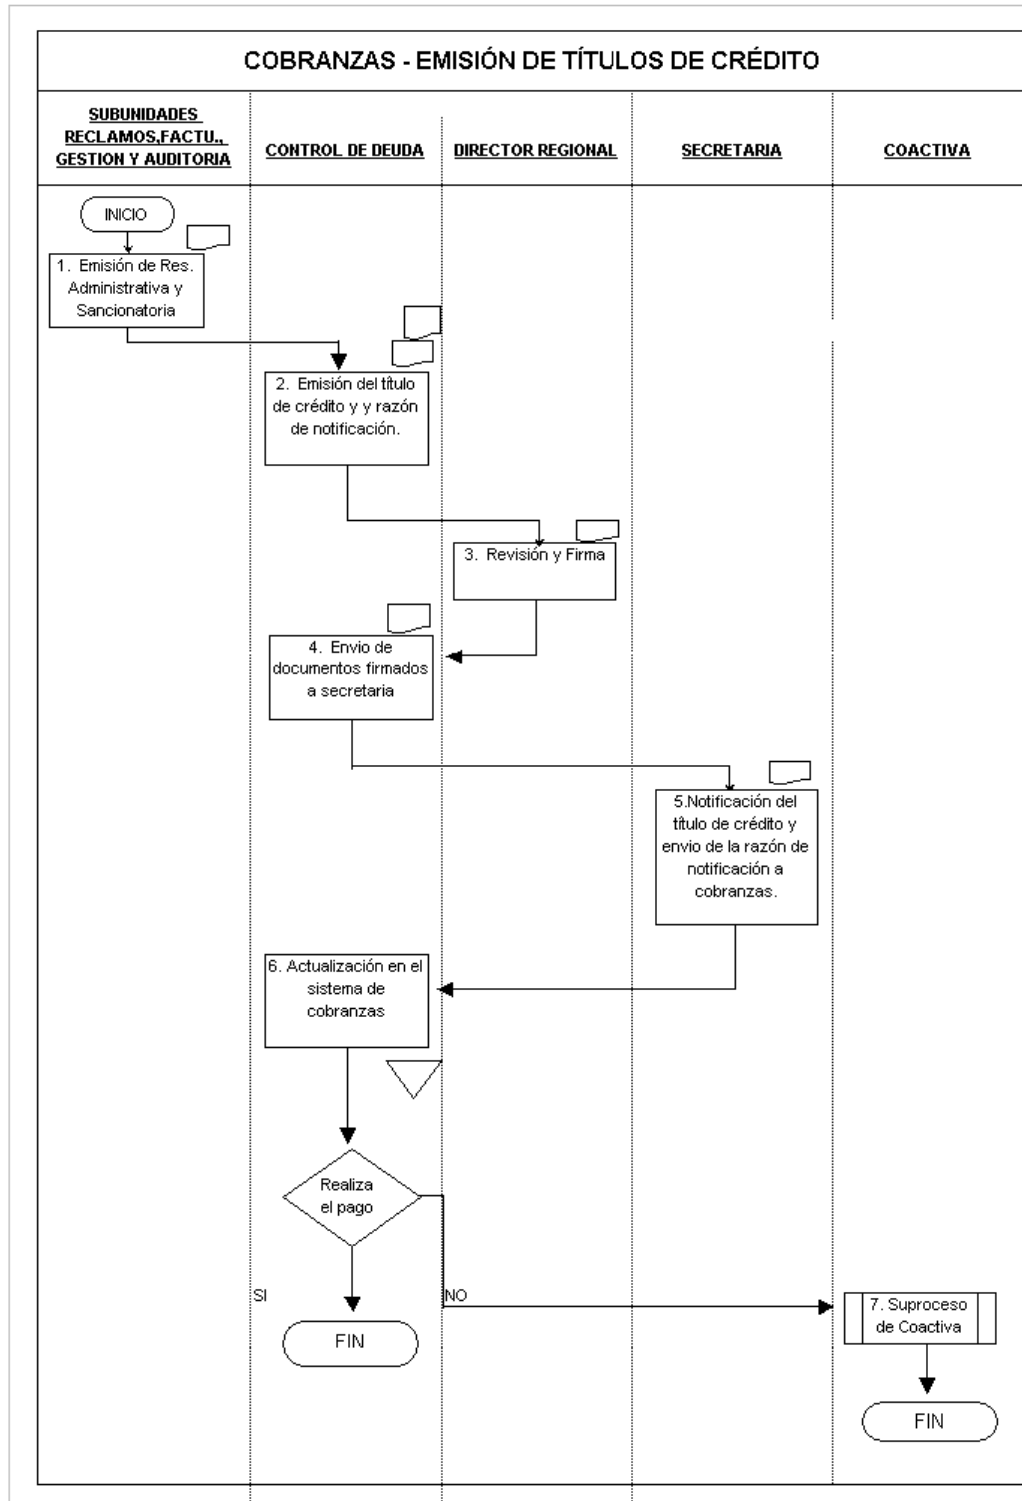 COBRANZAS - EMISIÓN DE TÍTULOS DE CRÉDITO
SUBUNIDADES
RECLAMOS,FACTU.,
GESTION Y AUDITORIA
CONTROL DE DEUDA
DIRECTOR REGIONAL
SECRETARIA
COACTIVA
INICIO
1. Emisión de Res.
Administrativa y
Sancionatoria
2. Emisión del título
de crédito y y razón
de notificación.
3. Revisión y Firma
4. Envio de
documentos firmados
a secretaria
5.Notificación del
título de crédito y
envio de la razón de
notificación a
cobranzas.
6. Actualización en el
sistema de
cobranzas
Realiza
el pago
SI
NO
7. Suproceso
de Coactiva
FIN
FIN